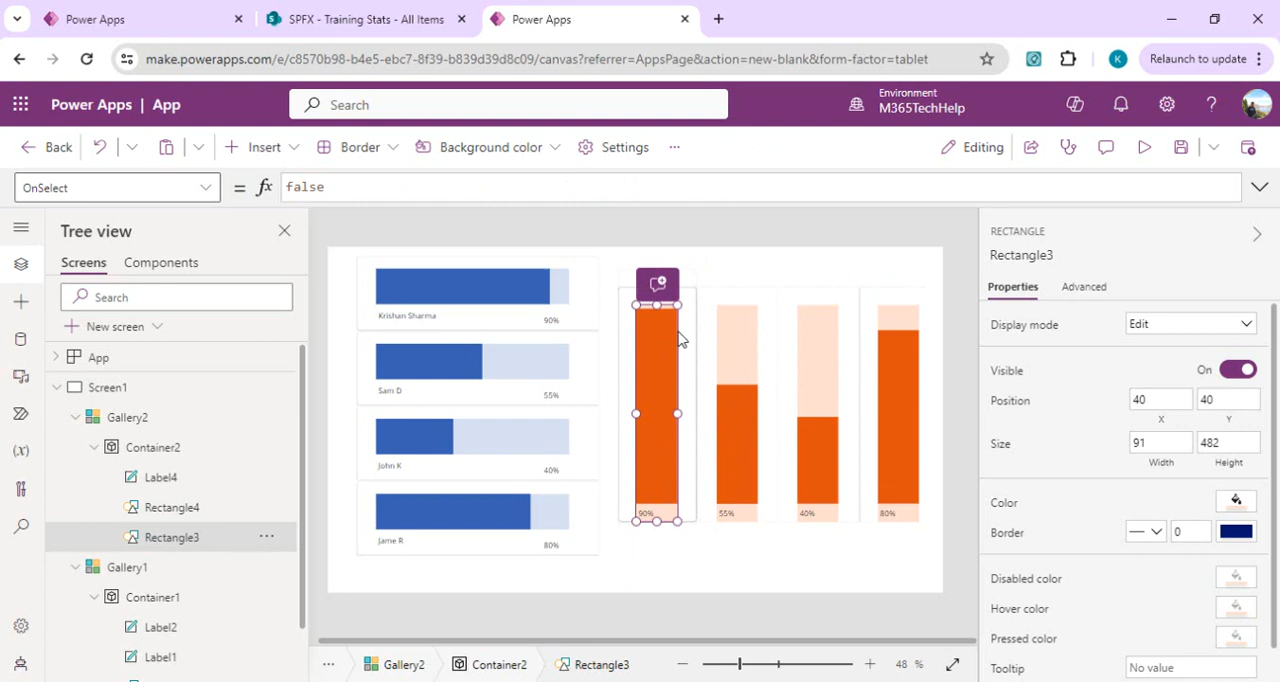 Power Apps
SPFX - Training Stats - All Items
Power Apps
make.powerapps.com/e/c8570b98-b4e5-ebc7-8f39-b839d39d8c09/canvas?referrer=AppsPage&action=new-blank&form-factor=tablet
K
Relaunch to update
Power Apps | App
Search
Environment
M365TechHelp
Back
Insert
Border
Background color
Settings
Editing
OnSelect
= fx false
Tree view
Screens
Components
Search
New screen
App
Screen1
Gallery2
Container2
Label4
Rectangle4
Rectangle3
Gallery1
Container1
Label2
Label1
Krishan Sharma
90%
Sam D
55%
John K
40%
Jame R
80%
90%
55%
40%
80%
Gallery2
Container2
Rectangle3
48 %
RECTANGLE
Rectangle3
Properties
Advanced
Display mode
Edit
Visible
On
Position
40
40
X
Y
Size
91
482
Width
Height
Color
Border
0
Disabled color
Hover color
Pressed color
Tooltip
No value